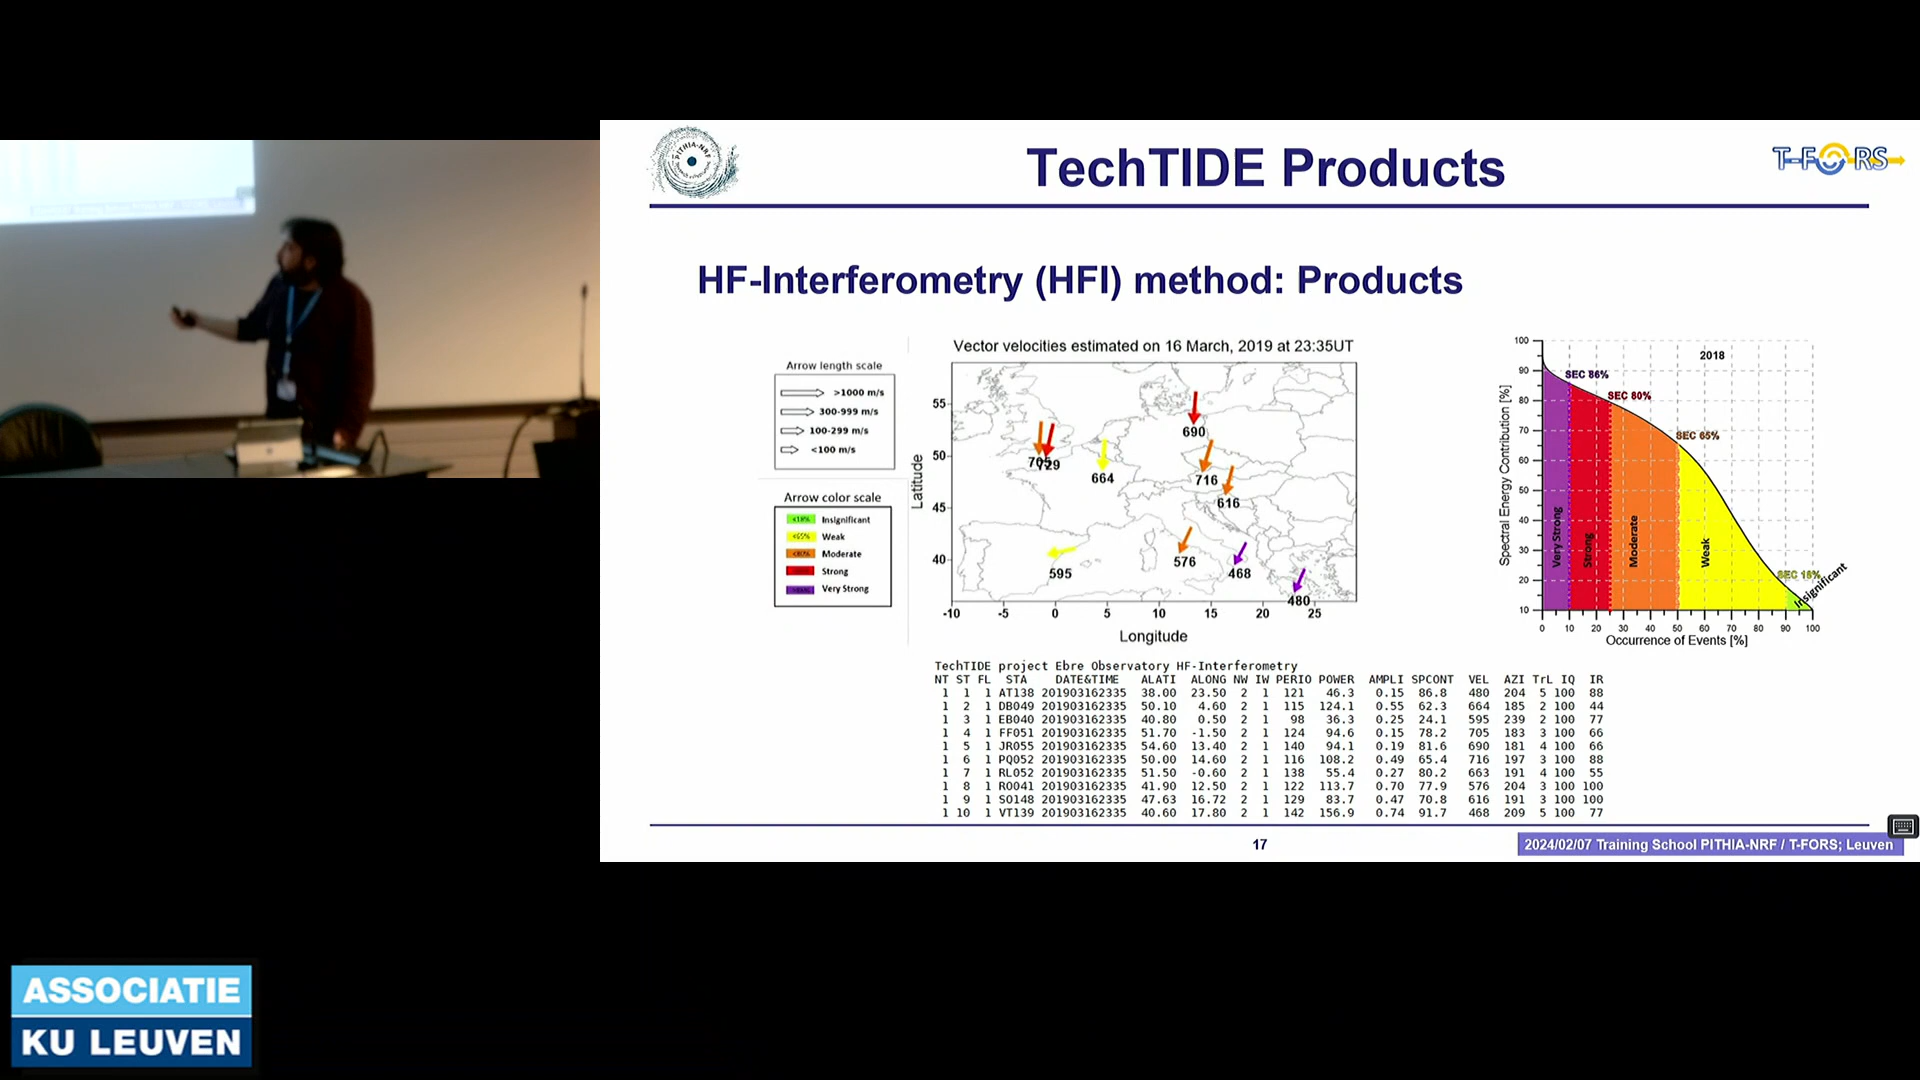 PITHIA-NRF
TechTIDE Products
T-FORS
HF-Interferometry (HFI) method: Products
Arrow length scale
>1000 m/s
300-999 m/s
100-299 m/s
<100 m/s
Arrow color scale
<18% Insignificant
<65% Weak
<80% Moderate
Strong
Very Strong
Vector velocities estimated on 16 March, 2019 at 23:35UT
Latitude
55
50
45
40
690
705
729
664
716
616
595
576
468
480
-10 -5 0 5 10 15 20 25
Longitude
2018
Spectral Energy Contribution [%]
100
90
80
70
60
50
40
30
20
10
SEC 86%
SEC 80%
SEC 65%
SEC 18%
Very Strong
Strong
Moderate
Weak
Insignificant
0 10 20 30 40 50 60 70 80 90 100
Occurrence of Events [%]
TechTIDE project Ebre Observatory HF-Interferometry
NT ST FL STA DATE&TIME ALATI ALONG NW IW PERIO POWER AMPLI SPCONT VEL AZI TrL IQ IR
1 1 1 AT138 201903162335 38.00 23.50 2 1 121 46.3 0.15 86.8 480 204 5 100 88
1 2 1 DB049 201903162335 50.10 4.60 2 1 115 124.1 0.55 62.3 664 185 2 100 44
1 3 1 EB040 201903162335 40.80 0.50 2 1 98 36.3 0.25 24.1 595 239 2 100 77
1 4 1 FF051 201903162335 51.70 -1.50 2 1 124 94.6 0.15 78.2 705 183 3 100 66
1 5 1 JR055 201903162335 54.60 13.40 2 1 140 94.1 0.19 81.6 690 181 4 100 66
1 6 1 PQ052 201903162335 50.00 14.60 2 1 116 108.2 0.49 65.4 716 197 3 100 88
1 7 1 RL052 201903162335 51.50 -0.60 2 1 138 55.4 0.27 80.2 663 191 4 100 55
1 8 1 RO041 201903162335 41.90 12.50 2 1 122 113.7 0.70 77.9 576 204 3 100 100
1 9 1 SO148 201903162335 47.63 16.72 2 1 129 83.7 0.47 70.8 616 191 3 100 100
1 10 1 VT139 201903162335 40.60 17.80 2 1 142 156.9 0.74 91.7 468 209 5 100 77
17
2024/02/07 Training School PITHIA-NRF / T-FORS; Leuven
ASSOCIATIE
KU LEUVEN